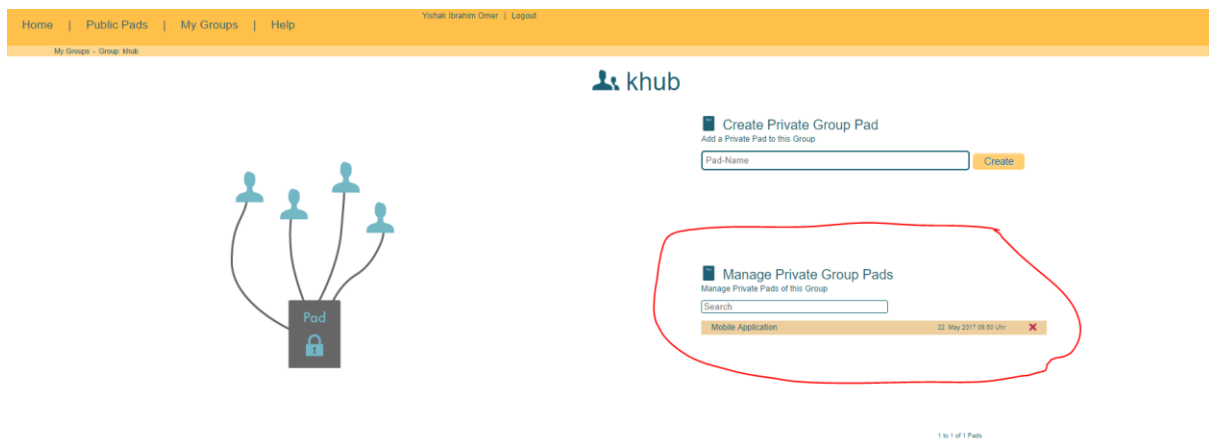 Yishak Ibrahim Omer | Logout
Home | Public Pads | My Groups | Help
My Groups - Group: khub
khub
Create Private Group Pad
Add a Private Pad to this Group
Pad-Name Create
Pad
Manage Private Group Pads
Manage Private Pads of this Group
Search
Mobile Application 22. May 2017 08:50 Uhr
1 to 1 of 1 Pads